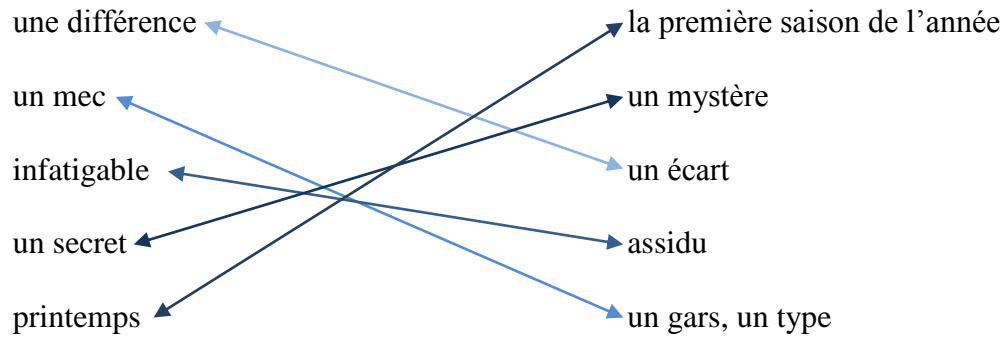 une différence
la première saison de l’année
un mec
un mystère
infatigable
un écart
un secret
assidu
printemps
un gars, un type